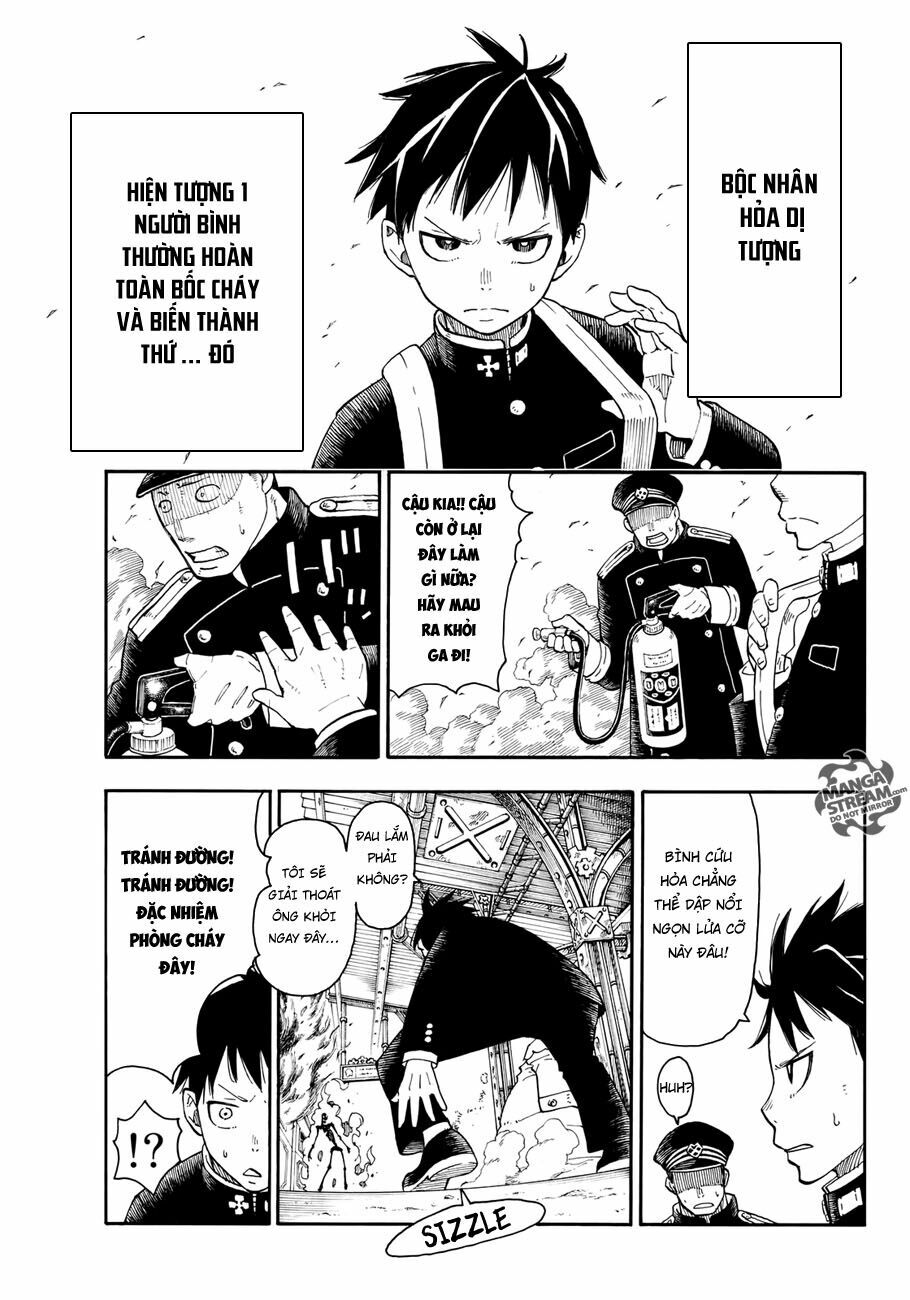 BỘC NHÂN
HỎA DỊ
TƯỢNG
HIỆN TƯỢNG 1
NGƯỜI BÌNH
THƯỜNG HOÀN
TOÀN BỐC CHÁY
VÀ BIẾN THÀNH
THỨ ... ĐÓ
CẬU KIA!! CẬU
CÒN Ở LẠI
ĐÂY LÀM
GÌ NỮA?
HÃY MAU
RA KHỎI
GA ĐI!
MANGA
STREAM.com
DO NOT MIRROR
BÌNH CỨU
HỎA CHẲNG
THỂ DẬP NỔI
NGỌN LỬA CỠ
NÀY ĐÂU!
HUH?
ĐAU LẮM
PHẢI
KHÔNG?
TÔI SẼ
GIẢI THOÁT
ÔNG KHỎI
NGAY ĐÂY...
SIZZLE
TRÁNH ĐƯỜNG!
TRÁNH ĐƯỜNG!
ĐẶC NHIỆM
PHÒNG CHÁY
ĐÂY!
!?